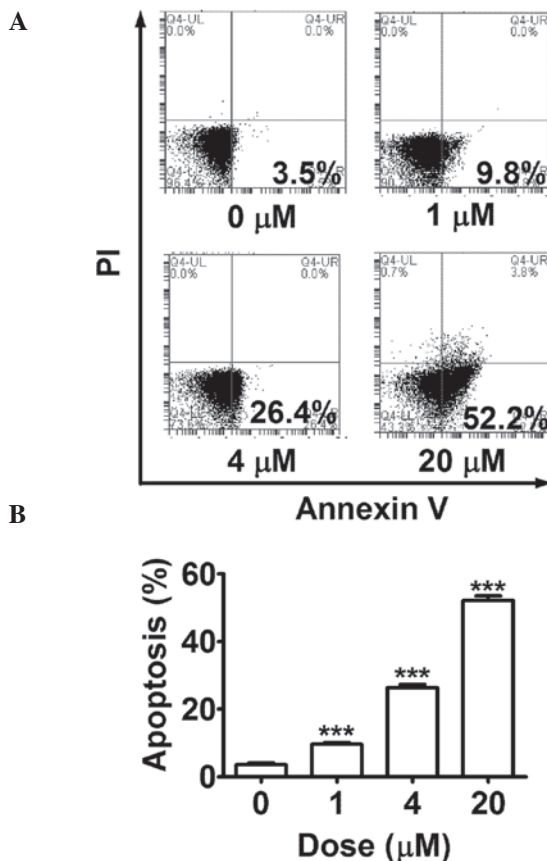 A
Q4-UL Q4-UR
0.0% 0.0%
3.5%
0 μM
Q4-UL Q4-UR
0.0% 0.0%
9.8%
1 μM
PI
Q4-UL Q4-UR
0.0% 0.0%
26.4%
4 μM
Q4-UL Q4-UR
0.7% 3.8%
52.2%
20 μM
Annexin V
B
Apoptosis (%)
60
40
20
0
***
***
***
0 1 4 20
Dose (μM)